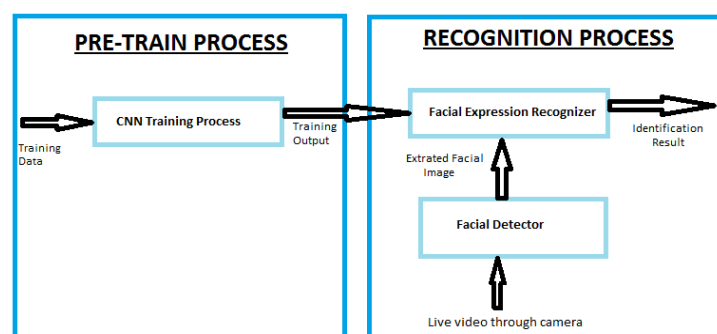 PRE-TRAIN PROCESS
CNN Training Process
Training
Data
Training
Output
RECOGNITION PROCESS
Facial Expression Recognizer
Identification
Result
Extrated Facial
Image
Facial Detector
Live video through camera